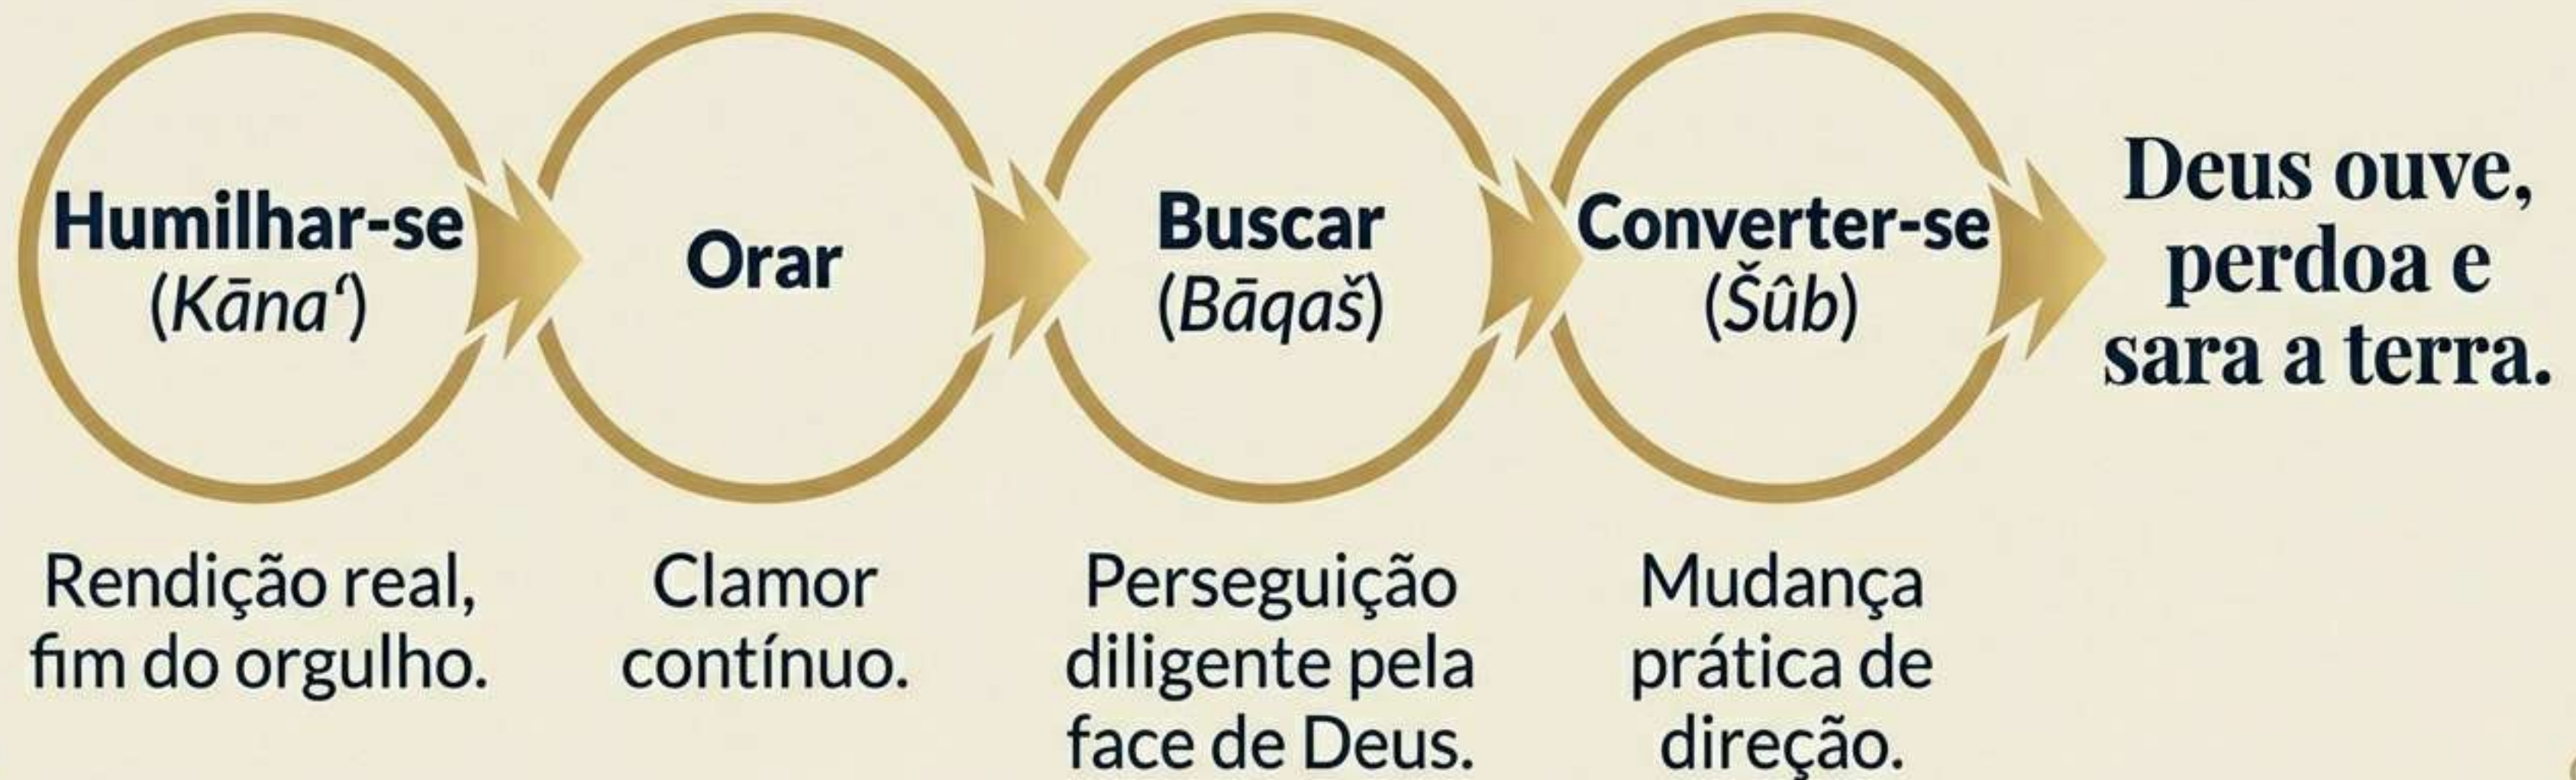 Humilhar-se
(Kāna‘)
Rendição real,
fim do orgulho.
Orar
Clamor
contínuo.
Buscar
(Bāqaš)
Perseguição
diligente pela
face de Deus.
Converter-se
(Šûb)
Mudança
prática de
direção.
Deus ouve,
perdoa e
sara a terra.